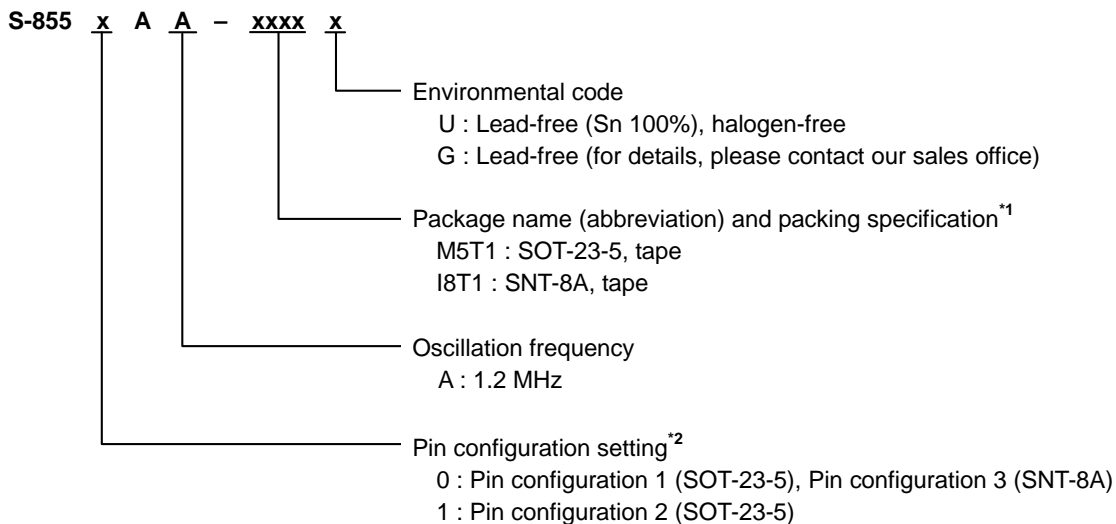 S-855 x A A – xxxx x
Environmental code
U : Lead-free (Sn 100%), halogen-free
G : Lead-free (for details, please contact our sales office)
Package name (abbreviation) and packing specification*1
M5T1 : SOT-23-5, tape
I8T1 : SNT-8A, tape
Oscillation frequency
A : 1.2 MHz
Pin configuration setting*2
0 : Pin configuration 1 (SOT-23-5), Pin configuration 3 (SNT-8A)
1 : Pin configuration 2 (SOT-23-5)